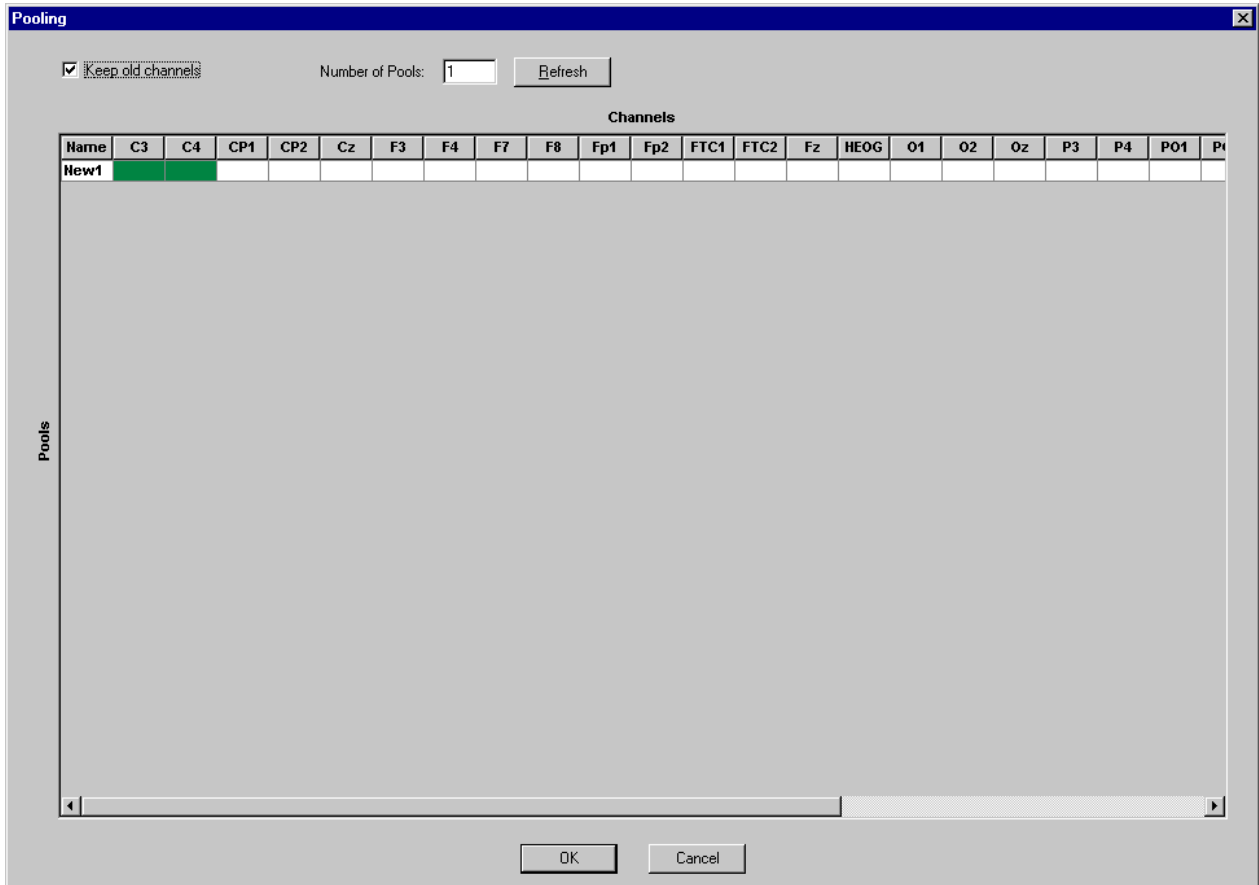 Pooling
Keep old channels Number of Pools: 1 Refresh
Channels
Name C3 C4 CP1 CP2 Cz F3 F4 F7 F8 Fp1 Fp2 FTC1 FTC2 Fz HEOG O1 O2 Oz P3 P4 PO1
New1
Pools
OK Cancel